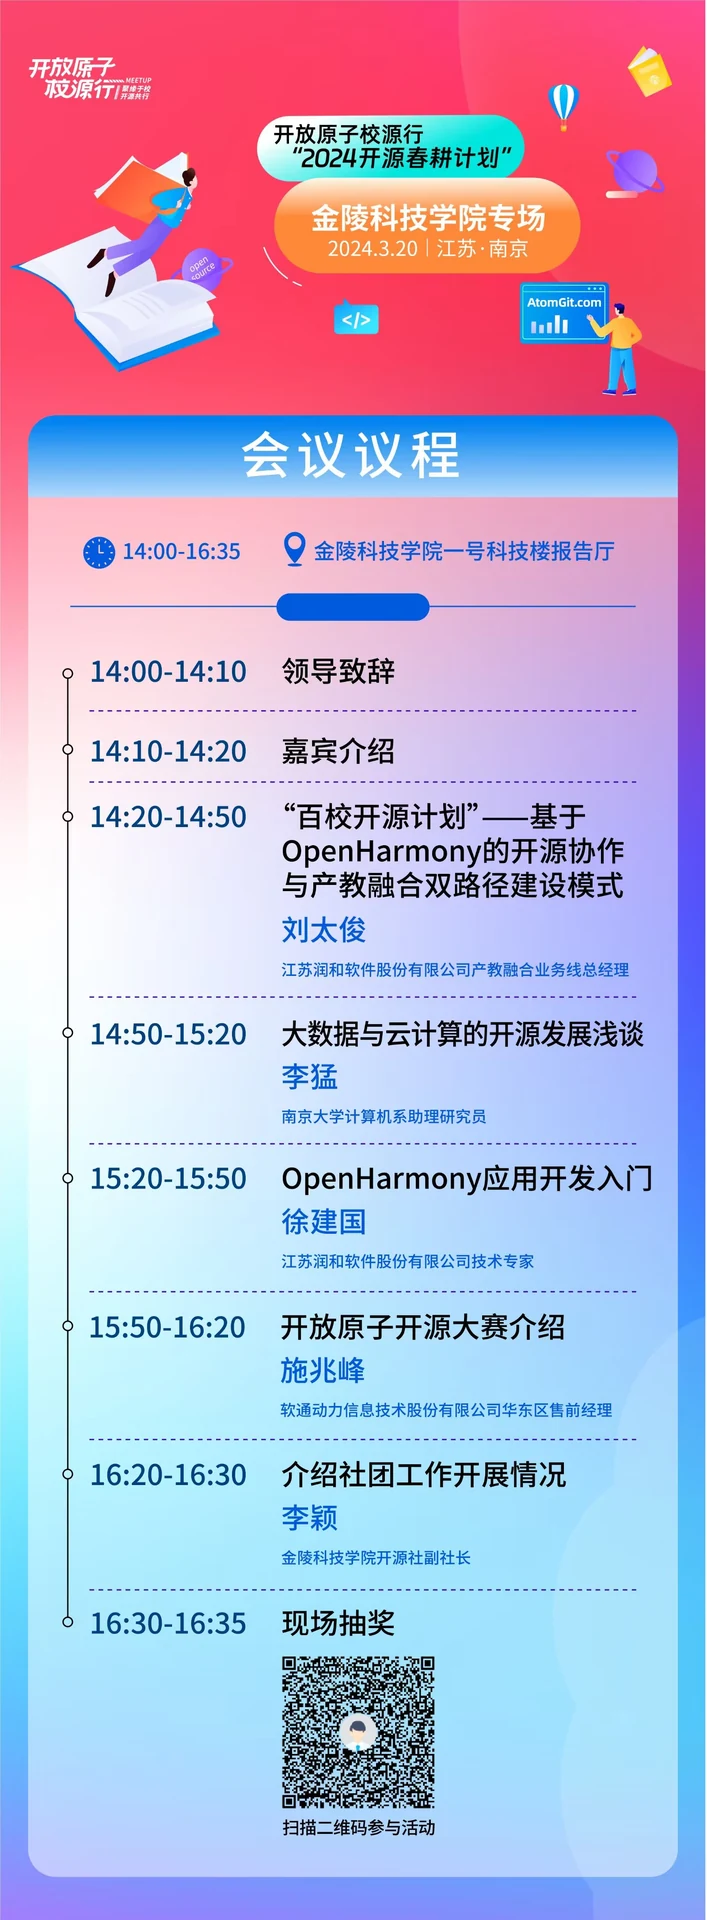 开放原子
校源行
MEETUP
聚缘于校
开源共行
开放原子校源行
“2024开源春耕计划”
金陵科技学院专场
2024.3.20 | 江苏·南京
open
source
</>
AtomGit.com
会议议程
14:00-16:35 金陵科技学院一号科技楼报告厅
14:00-14:10 领导致辞
14:10-14:20 嘉宾介绍
14:20-14:50 “百校开源计划”——基于
OpenHarmony的开源协作
与产教融合双路径建设模式
刘太俊
江苏润和软件股份有限公司产教融合业务线总经理
14:50-15:20 大数据与云计算的开源发展浅谈
李猛
南京大学计算机系助理研究员
15:20-15:50 OpenHarmony应用开发入门
徐建国
江苏润和软件股份有限公司技术专家
15:50-16:20 开放原子开源大赛介绍
施兆峰
软通动力信息技术股份有限公司华东区售前经理
16:20-16:30 介绍社团工作开展情况
李颖
金陵科技学院开源社副社长
16:30-16:35 现场抽奖
扫描二维码参与活动